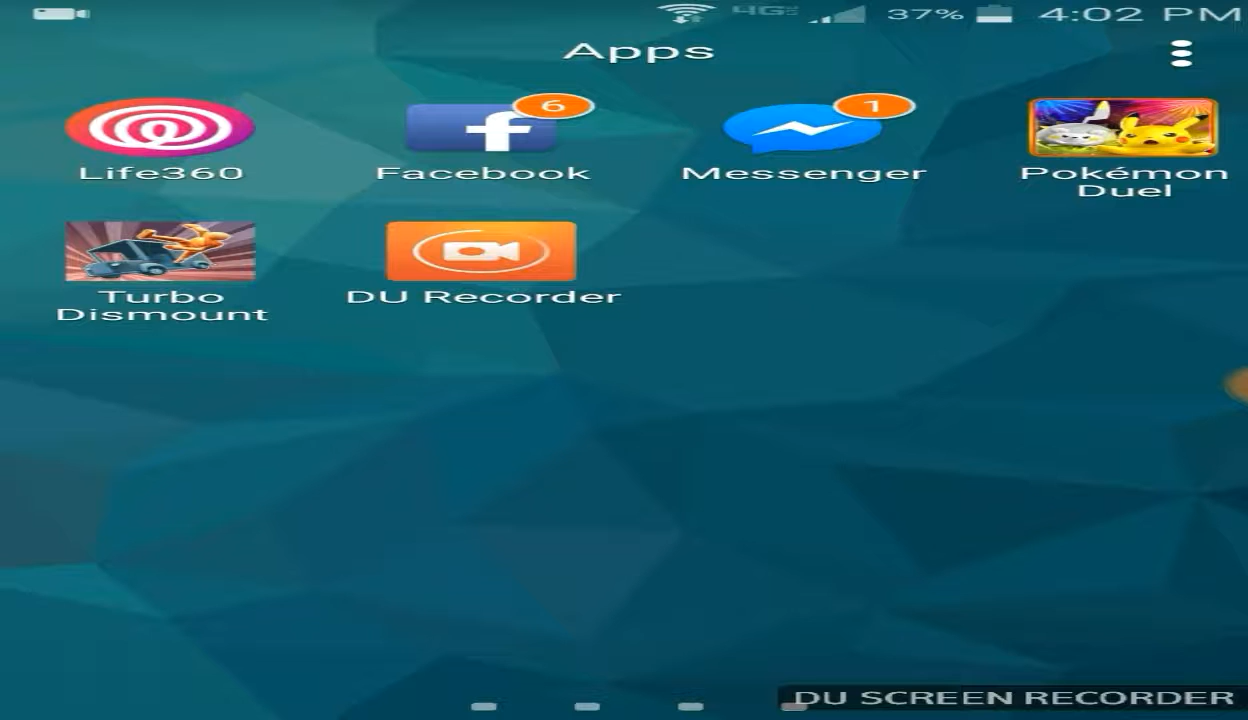 4G 37% 4:02 PM
Apps
6 1
Life360 Facebook Messenger Pokémon
Duel
Turbo DU Recorder
Dismount
DU SCREEN RECORDER